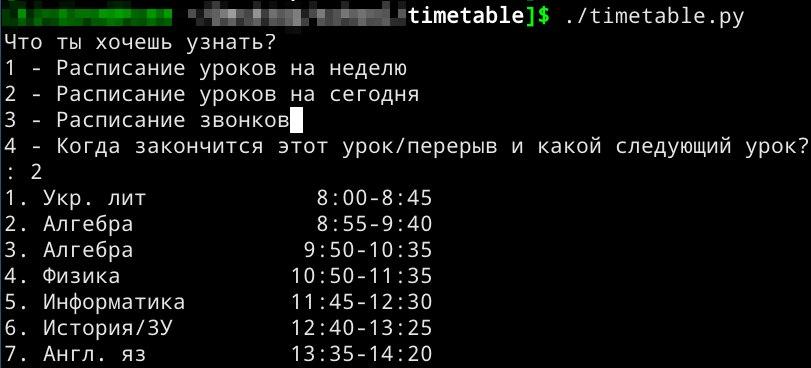 timetable]$ ./timetable.py
Что ты хочешь узнать?
1 - Расписание уроков на неделю
2 - Расписание уроков на сегодня
3 - Расписание звонков
4 - Когда закончится этот урок/перерыв и какой следующий урок?
: 2
1. Укр. лит 8:00-8:45
2. Алгебра 8:55-9:40
3. Алгебра 9:50-10:35
4. Физика 10:50-11:35
5. Информатика 11:45-12:30
6. История/ЗУ 12:40-13:25
7. Англ. яз 13:35-14:20